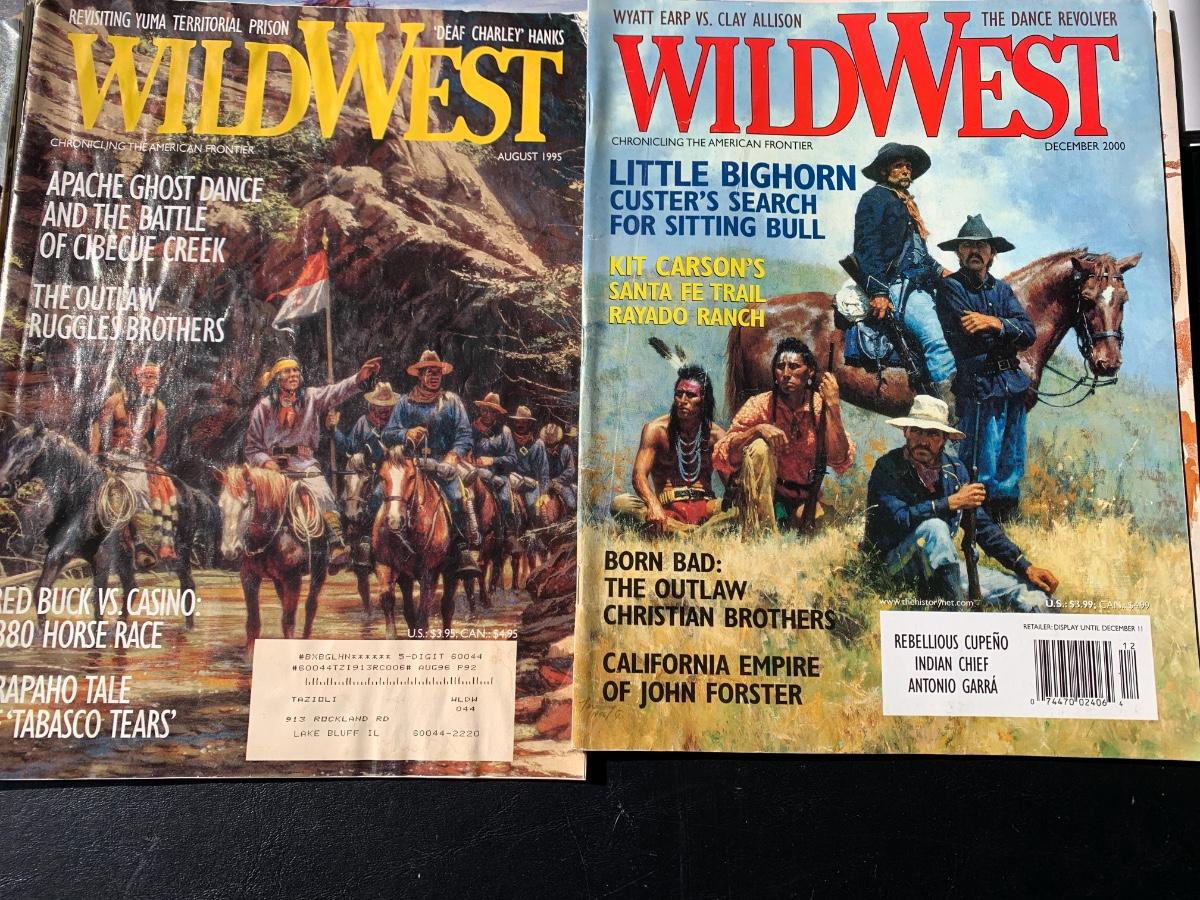 REVISITING YUMA TERRITORIAL PRISON
'DEAF CHARLEY' HANKS
WILDWEST
CHRONICLING THE AMERICAN FRONTIER
AUGUST 1995
APACHE GHOST DANCE
AND THE BATTLE
OF CIBECUE CREEK
THE OUTLAW
RUGGLES BROTHERS
RED BUCK VS. CASINO:
880 HORSE RACE
RAPAHO TALE
'TABASCO TEARS'
U.S.: $3.95; CAN.: $4.95
#BXBGLHN****** 5-DIGIT 60044
#60044TZI913RC006# AUG96 F92
TAZIOLI WLDW
044
913 ROCKLAND RD
LAKE BLUFF IL 60044-2220
WYATT EARP VS. CLAY ALLISON
THE DANCE REVOLVER
WILDWEST
CHRONICLING THE AMERICAN FRONTIER
DECEMBER 2000
LITTLE BIGHORN
CUSTER'S SEARCH
FOR SITTING BULL
KIT CARSON'S
SANTA FE TRAIL
RAYADO RANCH
BORN BAD:
THE OUTLAW
CHRISTIAN BROTHERS
CALIFORNIA EMPIRE
OF JOHN FORSTER
www.thehistorynet.com
U.S.: $3.99; CAN.: $4.99
RETAILER: DISPLAY UNTIL DECEMBER 11
REBELLIOUS CUPEÑO
INDIAN CHIEF
ANTONIO GARRÁ
12
0 74470 02406 4